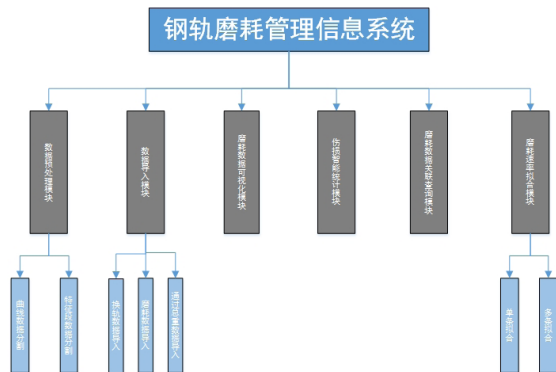 钢轨磨耗管理信息系统
数据预处理模块
数据导入模块
磨耗数据可视化模块
伤损智能统计模块
磨耗数据关联查询模块
磨耗速率拟合模块
曲线数据分割
特征段数据分割
换轨数据导入
磨耗数据导入
通过总重数据导入
单条拟合
多条拟合